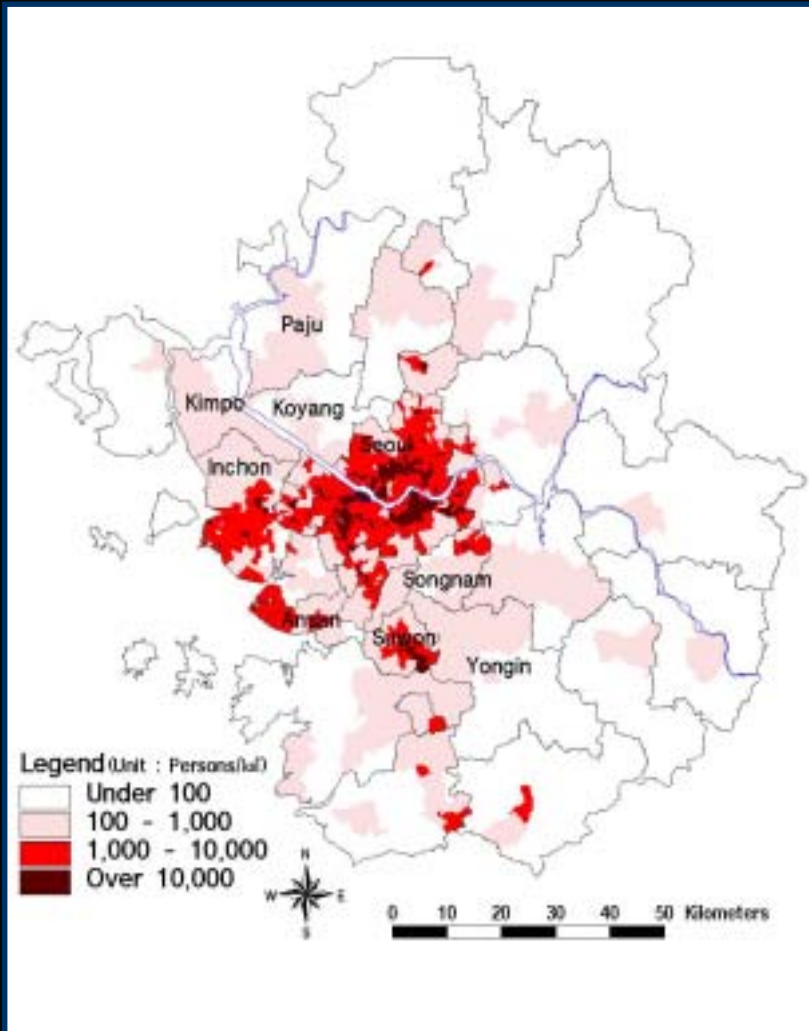 Paju
Kimpo
Koyang
Seoul
Inchon
Songnam
Ansan
Suwon
Yongin
Legend (Unit : Persons/㎢)
Under 100
100 - 1,000
1,000 - 10,000
Over 10,000
N
W E
S
0 10 20 30 40 50 Kilometers